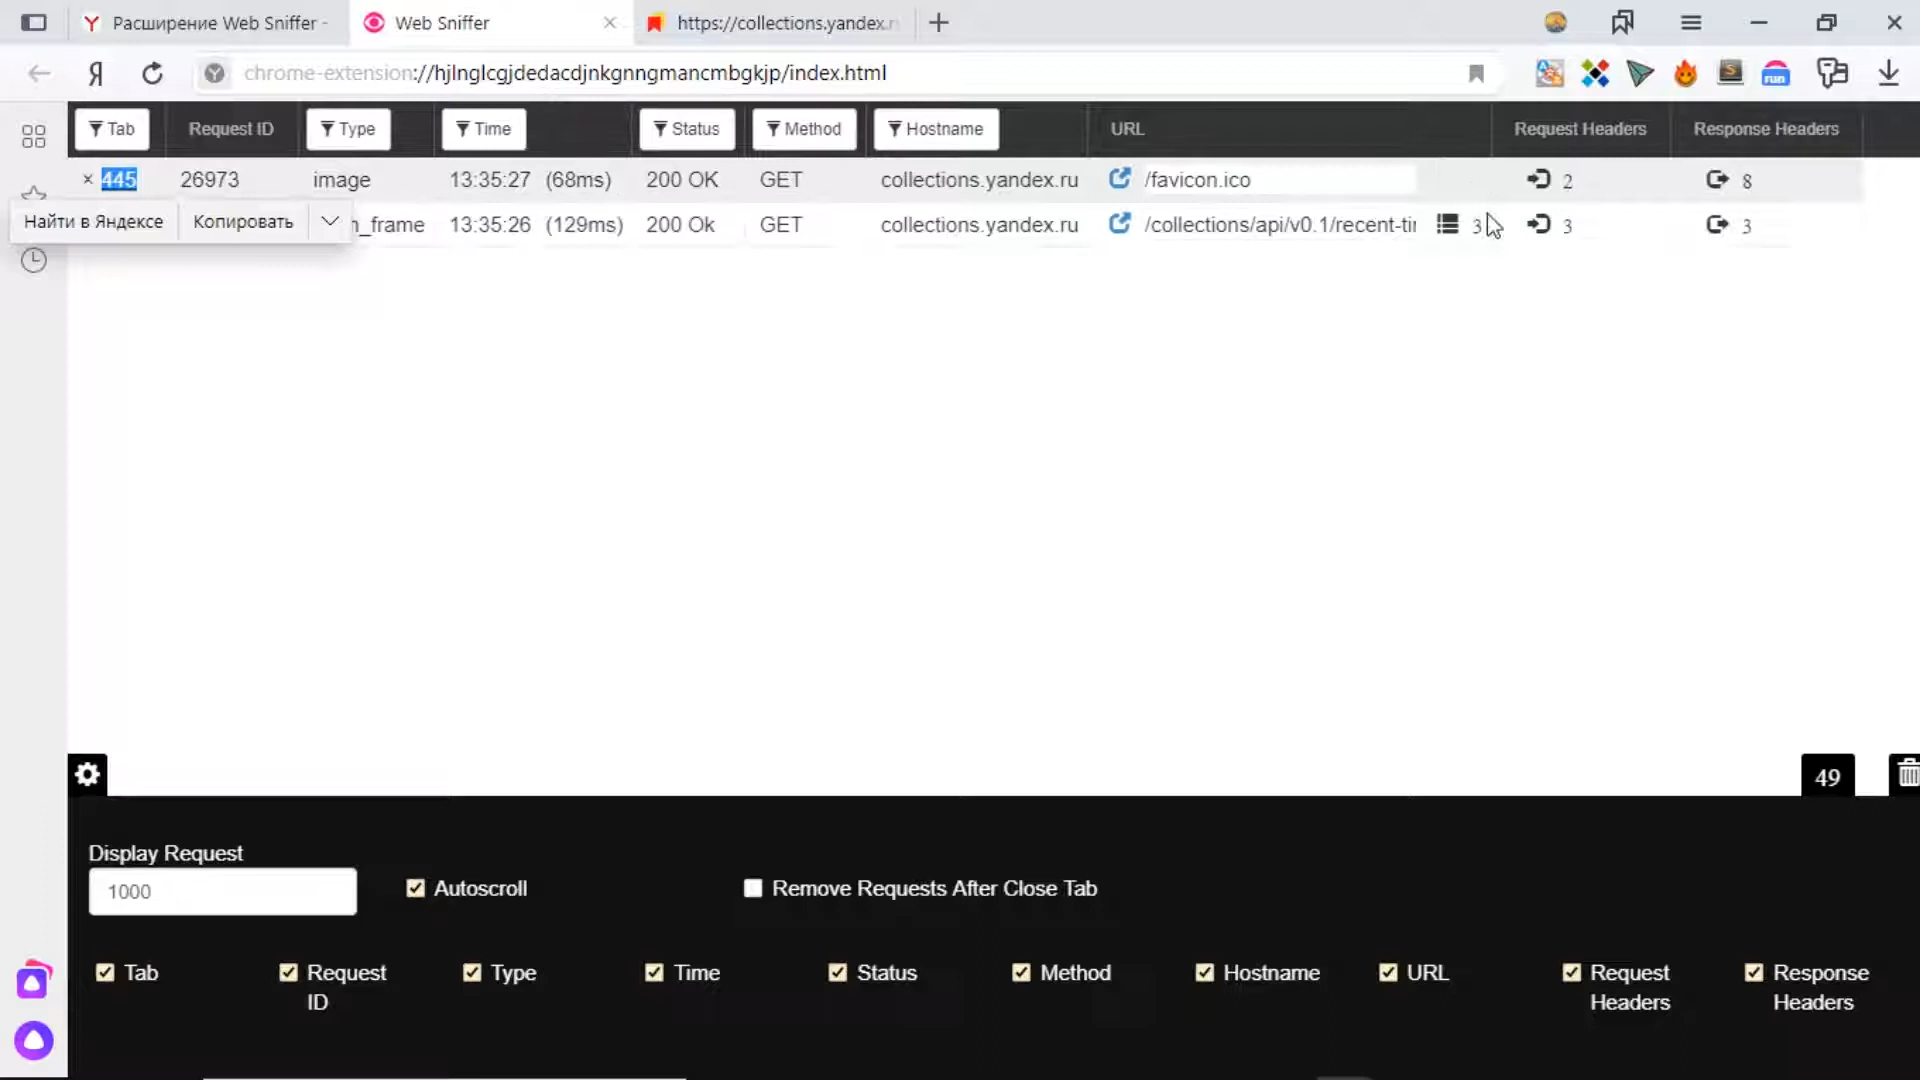 Расширение Web Sniffer -
Web Sniffer
https://collections.yandex.r
Я
chrome-extension://hjlnglcgjdedacdjnkgnngmancmbgkjp/index.html
run
Tab Request ID Type Time Status Method Hostname URL Request Headers Response Headers
× 445 26973 image 13:35:27 (68ms) 200 OK GET collections.yandex.ru /favicon.ico 2 8
Найти в Яндексе Копировать n_frame 13:35:26 (129ms) 200 Ok GET collections.yandex.ru /collections/api/v0.1/recent-tir 3 3 3
49
Display Request
1000
Autoscroll
Remove Requests After Close Tab
Tab
Request
ID
Type
Time
Status
Method
Hostname
URL
Request
Headers
Response
Headers